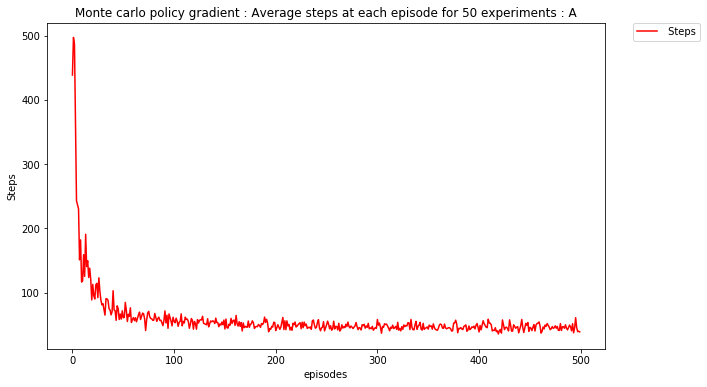 Monte carlo policy gradient : Average steps at each episode for 50 experiments : A
Steps
500
400
300
200
100
Steps
0
100
200
300
400
500
episodes